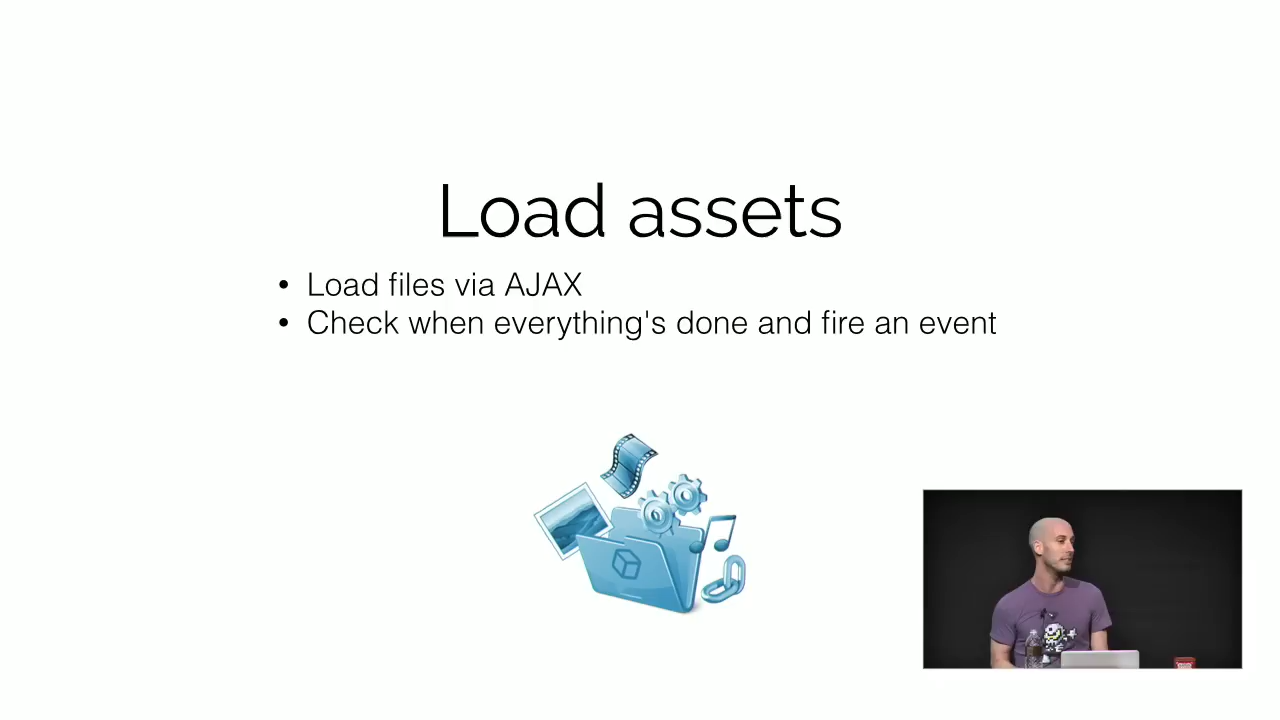 Load assets
• Load files via AJAX
• Check when everything's done and fire an event